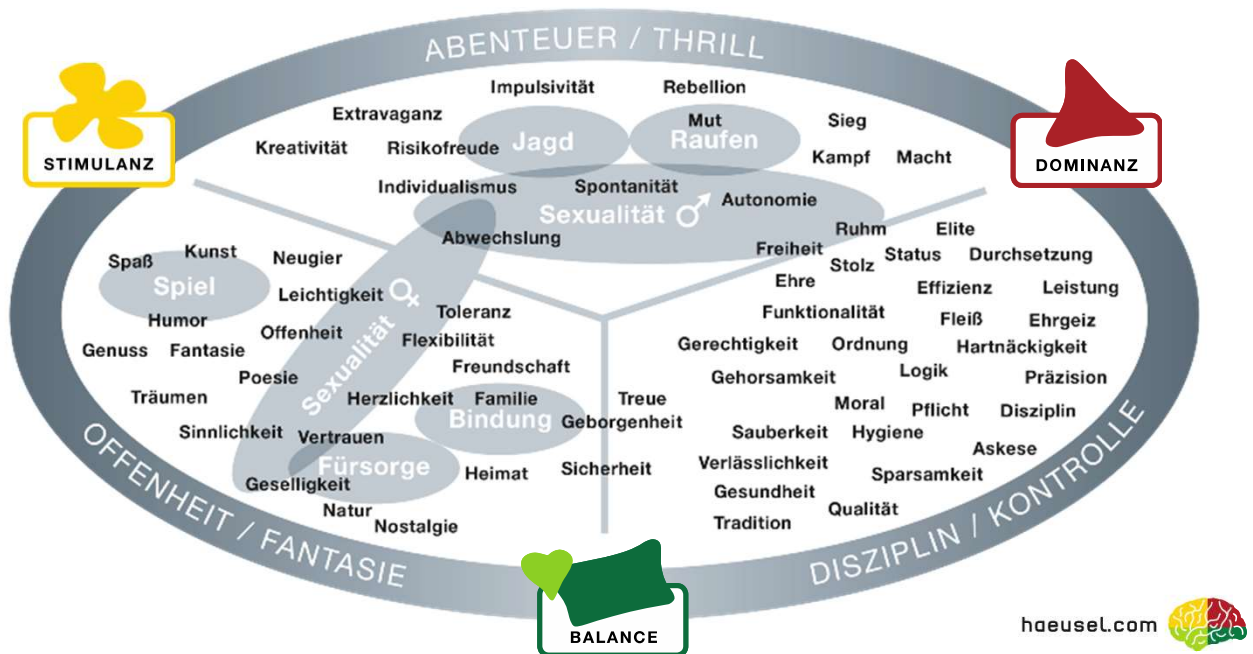 ABENTEUER / THRILL
STIMULANZ
DOMINANZ
Impulsivität
Rebellion
Extravaganz
Mut
Sieg
Jagd
Raufen
Kreativität
Risikofreude
Kampf
Macht
Individualismus
Spontanität
Autonomie
Sexualität ♂
Abwechslung
Ruhm
Elite
Freiheit
Status
Durchsetzung
Stolz
Ehre
Spaß
Kunst
Neugier
Spiel
Leichtigkeit
Sexualität ♀
Effizienz
Leistung
Humor
Offenheit
Toleranz
Funktionalität
Fleiß
Ehrgeiz
Genuss
Fantasie
Flexibilität
Gerechtigkeit
Ordnung
Hartnäckigkeit
Poesie
Freundschaft
Gehorsamkeit
Logik
Präzision
Träumen
Herzlichkeit
Familie
Treue
Moral
Pflicht
Disziplin
Bindung
Geborgenheit
Sinnlichkeit
Vertrauen
Sauberkeit
Hygiene
Askese
Fürsorge
Heimat
Sicherheit
Verlässlichkeit
Sparsamkeit
Geselligkeit
Gesundheit
Natur
Qualität
Nostalgie
Tradition
OFFENHEIT / FANTASIE
DISZIPLIN / KONTROLLE
BALANCE
haeusel.com